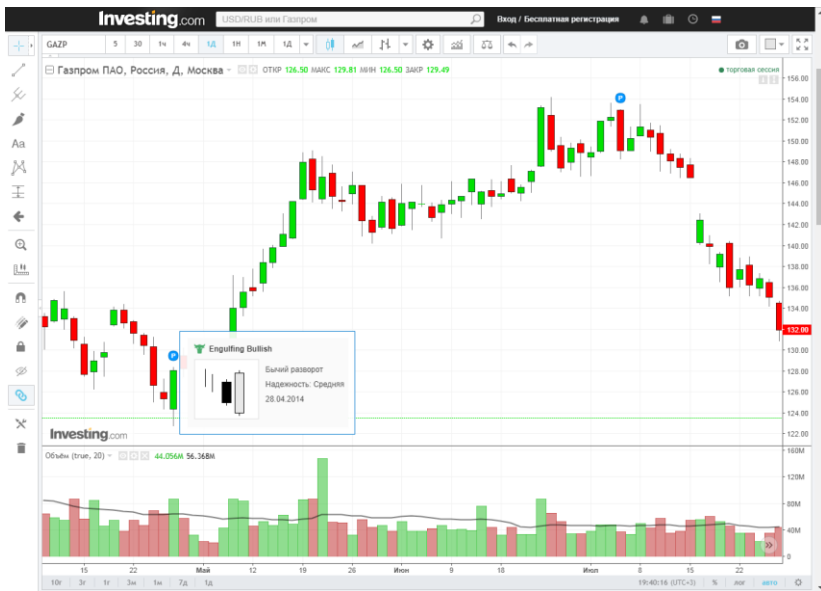 Investing.com USD/RUB или Газпром Вход / Бесплатная регистрация
GAZP 5 30 1ч 4ч 1Д 1Н 1М 1Д
Газпром ПАО, Россия, Д, Москва ОТКР 126.50 МАКС 129.81 МИН 126.50 ЗАКР 129.49
торговая сессия
156.00
154.00
152.00
150.00
148.00
146.00
144.00
142.00
140.00
138.00
136.00
134.00
132.00
130.00
128.00
126.00
124.00
122.00
Aa
P
P
Engulfing Bullish
Бычий разворот
Надежность: Средняя
28.04.2014
Investing.com
Объём (true, 20) 44.056M 56.368M
160M
120M
80M
40M
0
15 22 Май 12 19 26 Июн 9 18 Июл 8 15 22
10г 3г 1г 3м 1м 7д 1д 19:40:16 (UTC+3) % лог авто